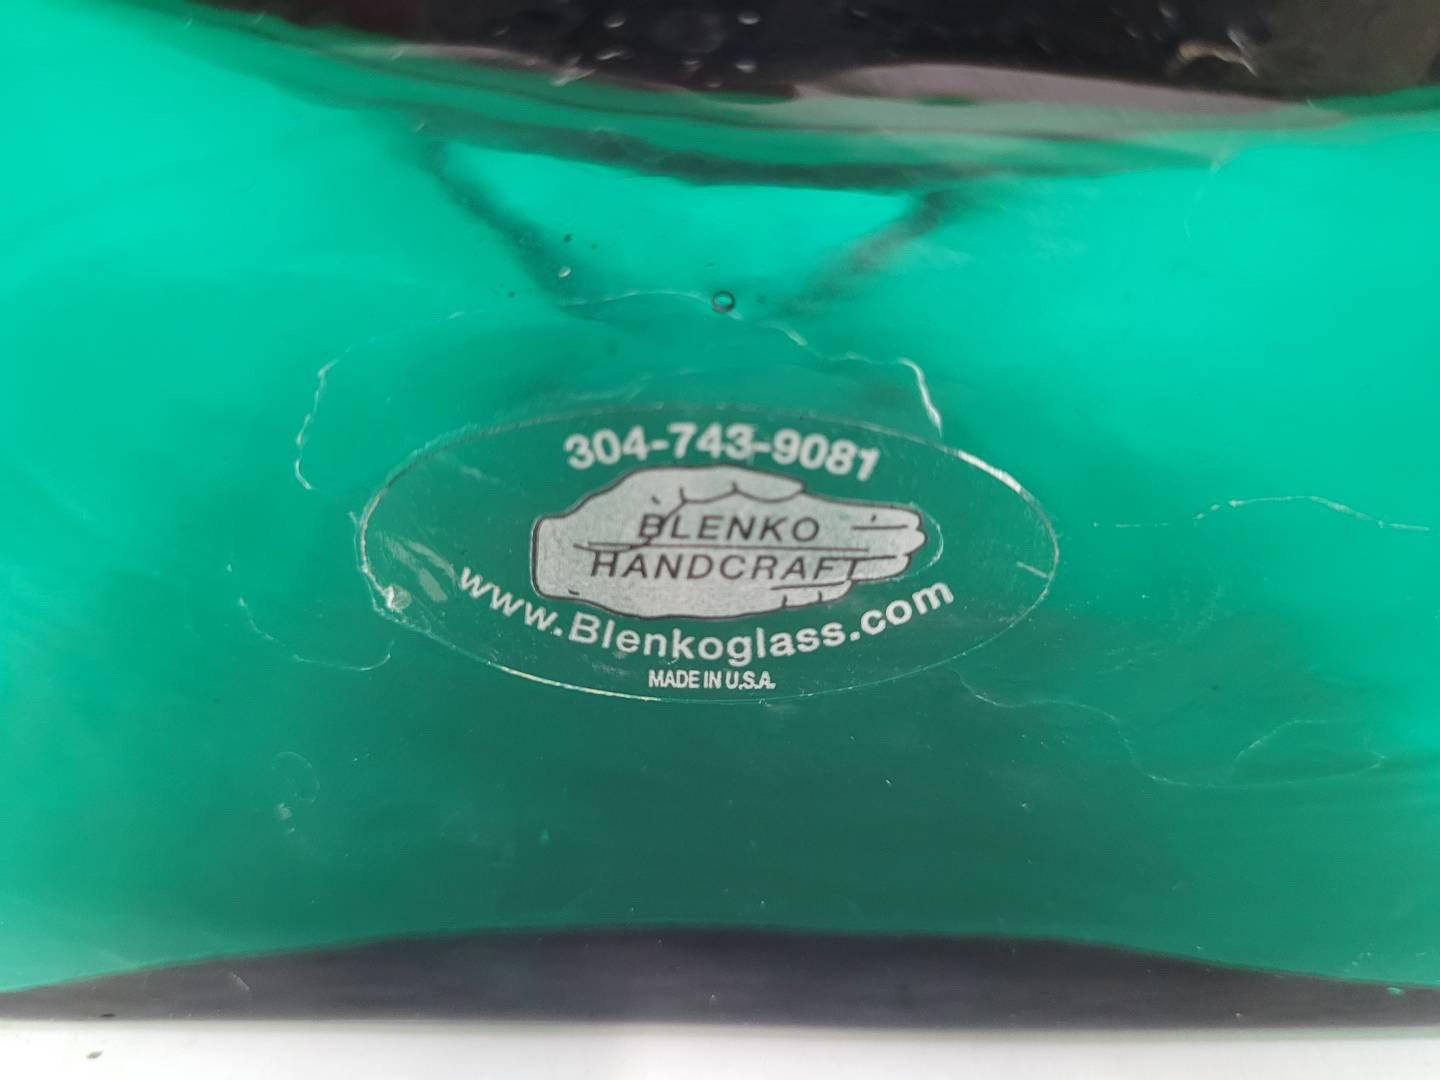 304-743-9081
BLENKO
HANDCRAFT
www.Blenkoglass.com
MADE IN U.S.A.